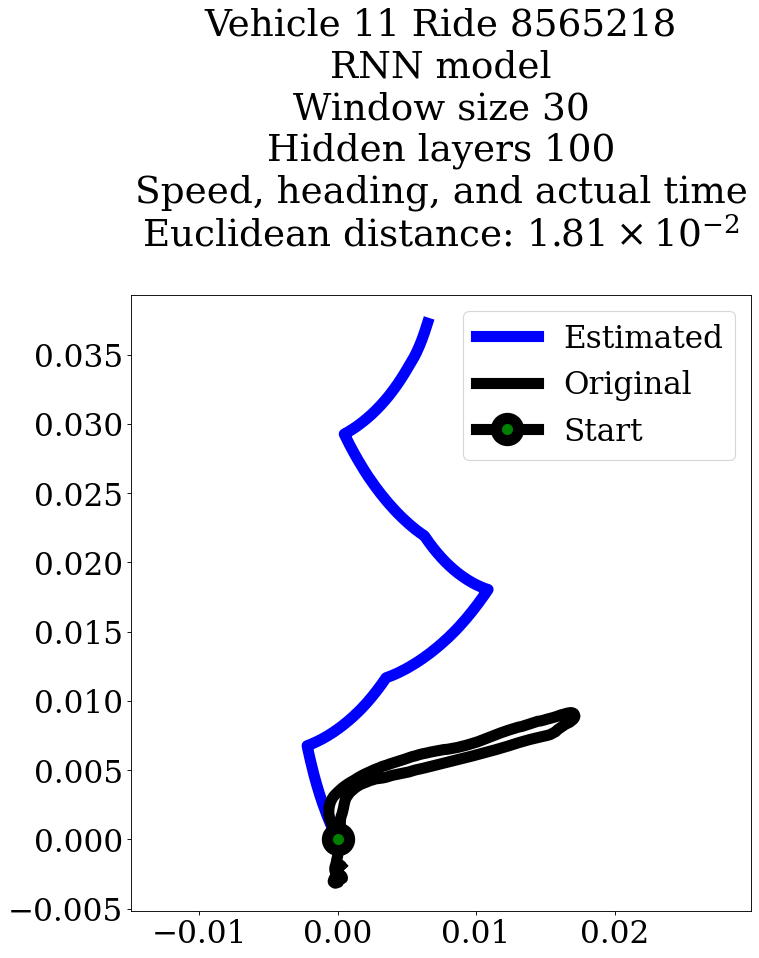 Vehicle 11 Ride 8565218
RNN model
Window size 30
Hidden layers 100
Speed, heading, and actual time
Euclidean distance: 1.81 × 10⁻²
Estimated
Original
Start
0.035
0.030
0.025
0.020
0.015
0.010
0.005
0.000
−0.005
−0.01 0.00 0.01 0.02